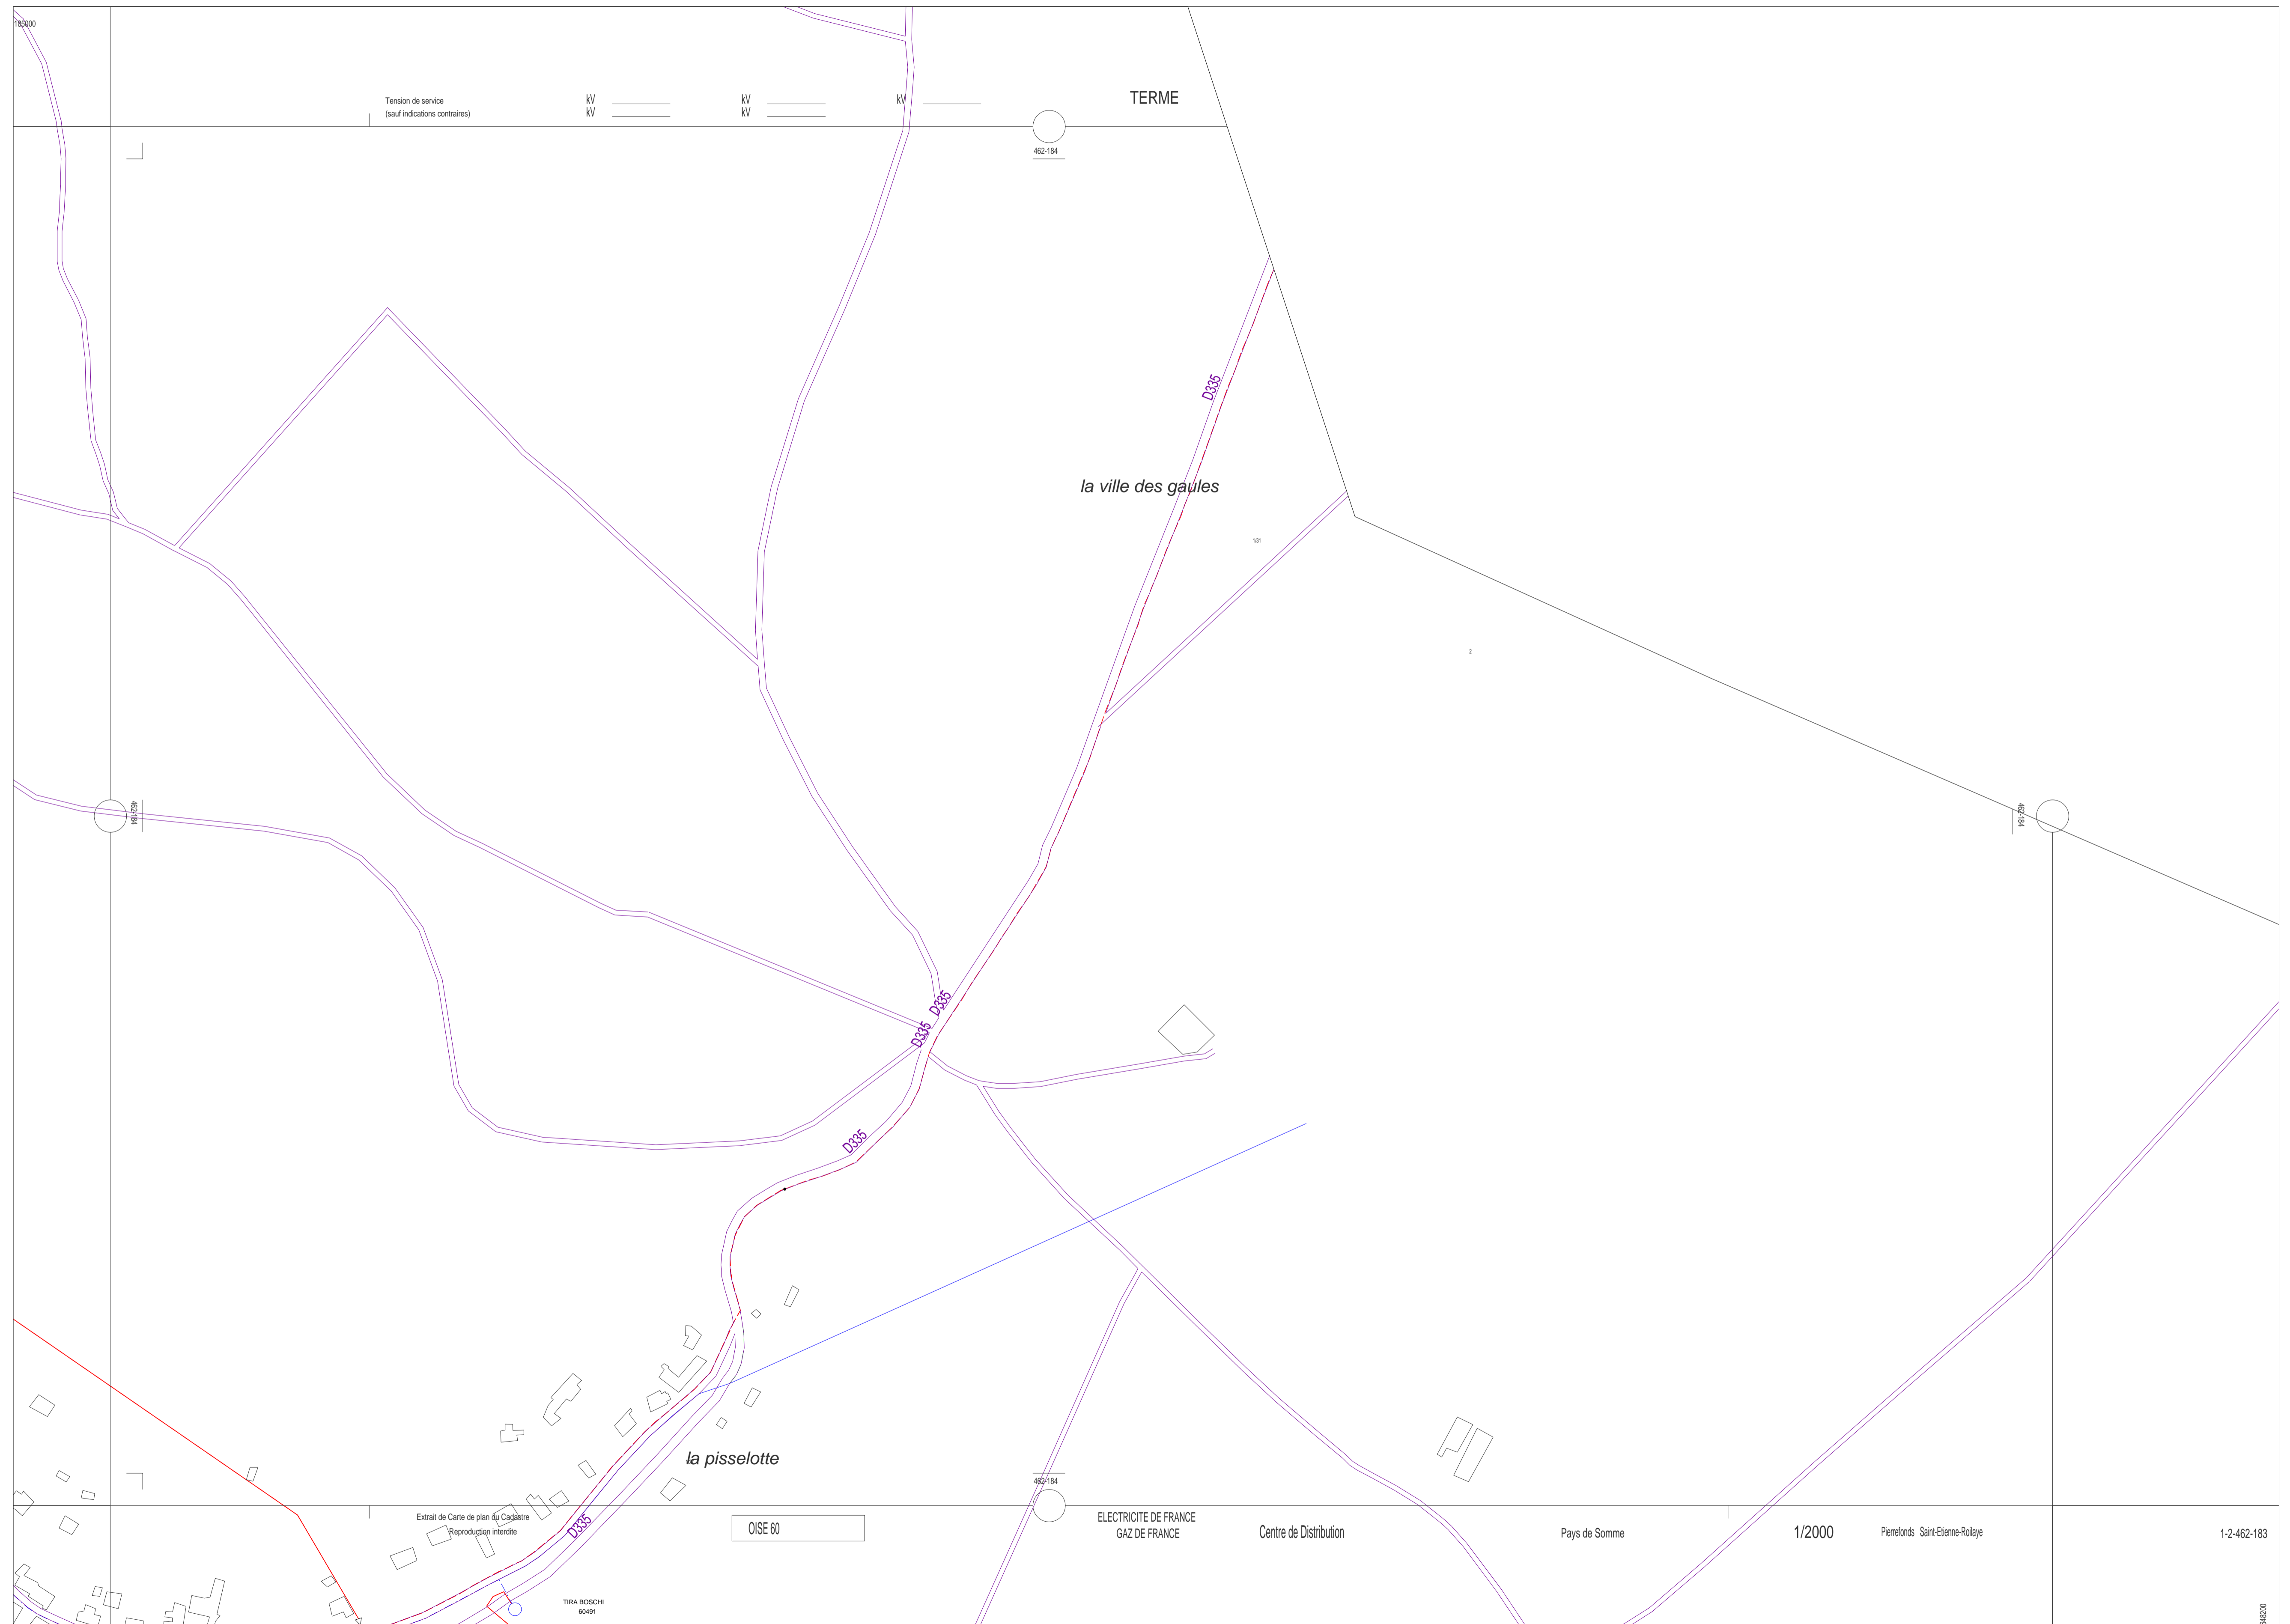 185000
Tension de service
(sauf indications contraires)
kV
kV
kV
kV
kV
TERME
462-184
D335
la ville des gaules
1/31
2
462-184
462-184
D335
D335
D335
la pisselotte
462-184
D335
Extrait de Carte de plan du Cadastre
Reproduction interdite
OISE 60
ELECTRICITE DE FRANCE
GAZ DE FRANCE
Centre de Distribution
Pays de Somme
1/2000
Pierrefonds Saint-Etienne-Roilaye
1-2-462-183
TIRA BOSCHI
60491